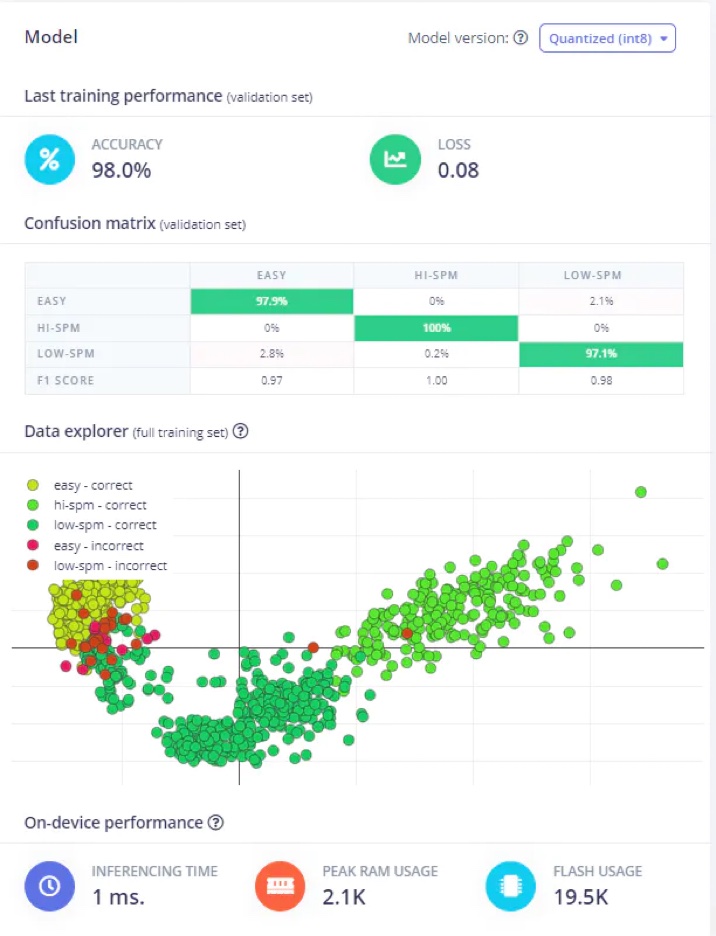 Model
Model version: ? Quantized (int8)
Last training performance (validation set)
% ACCURACY LOSS
98.0% 0.08
Confusion matrix (validation set)
EASY HI-SPM LOW-SPM
EASY 97.9% 0% 2.1%
HI-SPM 0% 100% 0%
LOW-SPM 2.8% 0.2% 97.1%
F1 SCORE 0.97 1.00 0.98
Data explorer (full training set) ?
easy - correct
hi-spm - correct
low-spm - correct
easy - incorrect
low-spm - incorrect
On-device performance ?
INFERENCING TIME PEAK RAM USAGE FLASH USAGE
1 ms. 2.1K 19.5K